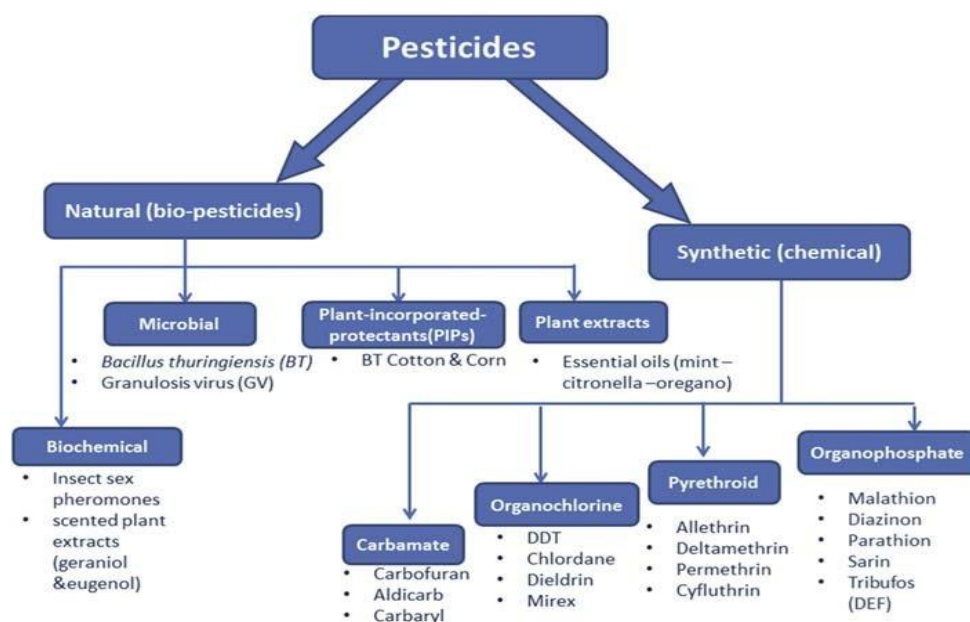 Pesticides
Natural (bio-pesticides)
Synthetic (chemical)
Microbial
• Bacillus thuringiensis (BT)
• Granulosis virus (GV)
Plant-incorporated-
protectants(PIPs)
• BT Cotton & Corn
Plant extracts
• Essential oils (mint –
citronella –oregano)
Biochemical
• Insect sex
pheromones
• scented plant
extracts
(geraniol
&eugenol)
Carbamate
• Carbofuran
• Aldicarb
• Carbaryl
Organochlorine
• DDT
• Chlordane
• Dieldrin
• Mirex
Pyrethroid
• Allethrin
• Deltamethrin
• Permethrin
• Cyfluthrin
Organophosphate
• Malathion
• Diazinon
• Parathion
• Sarin
• Tribufos
(DEF)